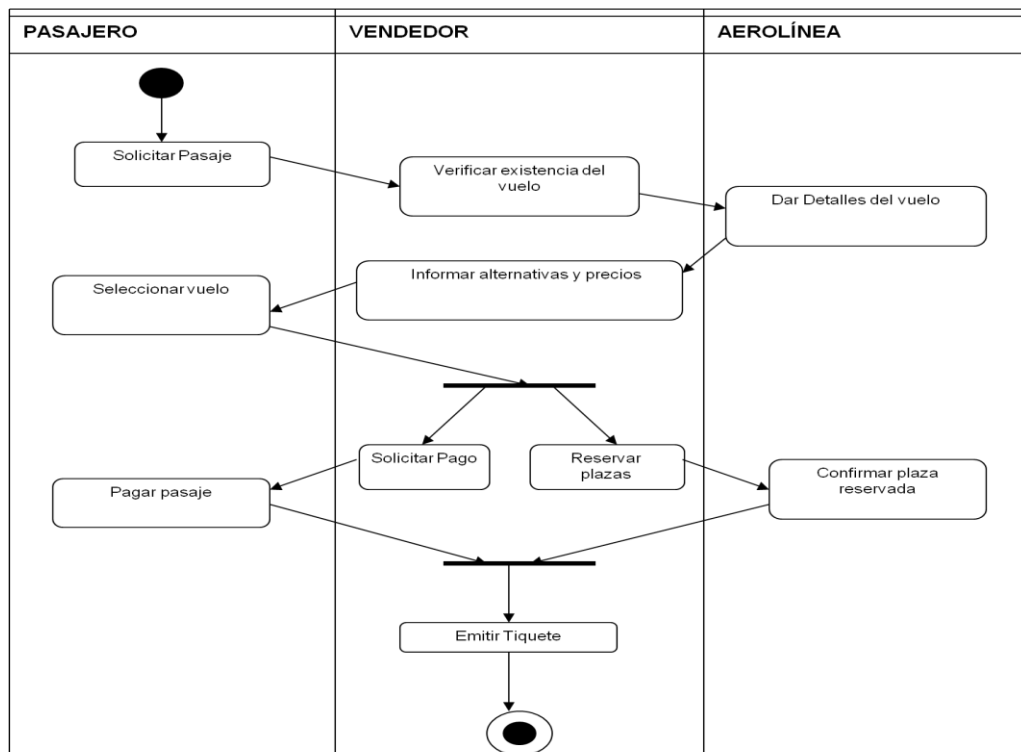 PASAJERO
VENDEDOR
AEROLÍNEA
Solicitar Pasaje
Verificar existencia del
vuelo
Dar Detalles del vuelo
Informar alternativas y precios
Seleccionar vuelo
Solicitar Pago
Reservar
plazas
Confirmar plaza
reservada
Pagar pasaje
Emitir Tiquete